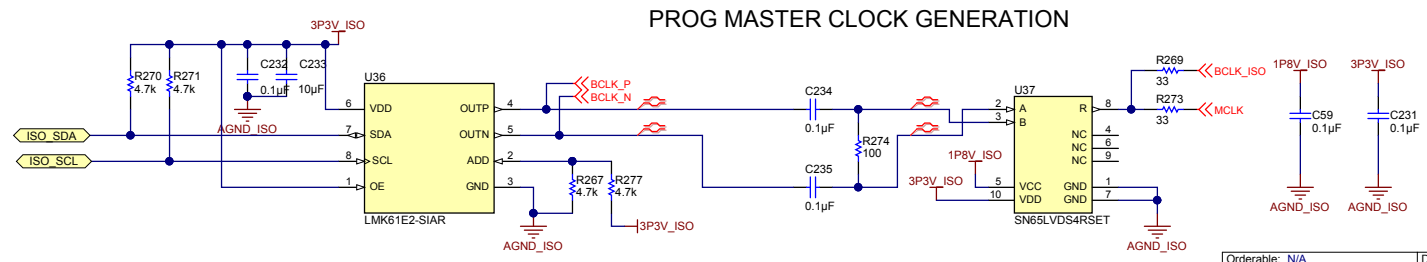 PROG MASTER CLOCK GENERATION
3P3V_ISO
R270
4.7k
R271
4.7k
C232
0.1µF
C233
10µF
AGND_ISO
ISO_SDA
ISO_SCL
U36
6 VDD OUTP 4
7 SDA OUTN 5
8 SCL ADD 2
1 OE GND 3
LMK61E2-SIAR
BCLK_P
BCLK_N
R267
4.7k
R277
4.7k
3P3V_ISO
AGND_ISO
C234
0.1µF
R274
100
C235
0.1µF
1P8V_ISO
3P3V_ISO
U37
2 A R 8
3 B
NC 4
NC 6
NC 9
5 VCC GND 1
10 VDD GND 7
SN65LVDS4RSET
AGND_ISO
R269
33
BCLK_ISO
R273
33
MCLK
1P8V_ISO
C59
0.1µF
AGND_ISO
3P3V_ISO
C231
0.1µF
AGND_ISO
Orderable: N/A